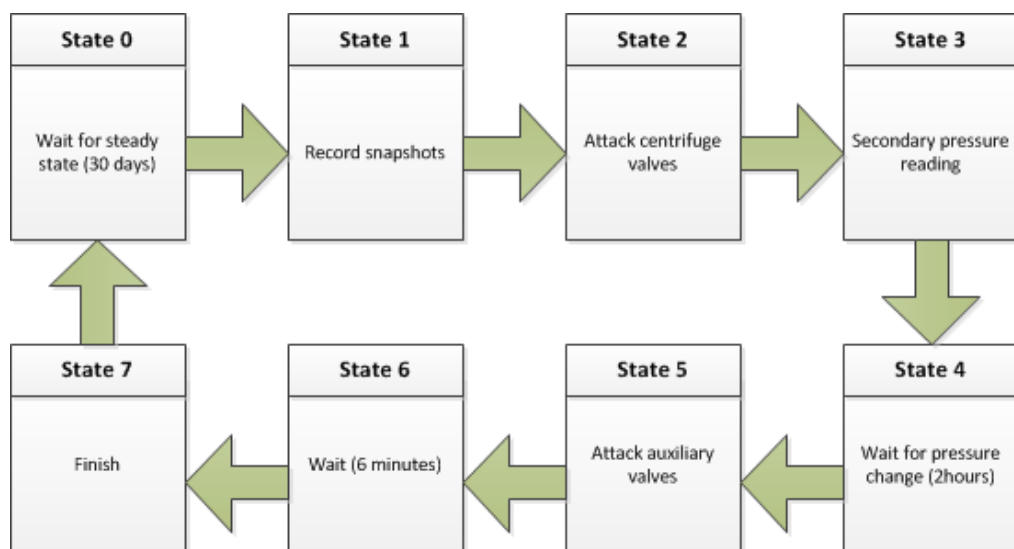 State 0
Wait for steady
state (30 days)
State 1
Record snapshots
State 2
Attack centrifuge
valves
State 3
Secondary pressure
reading
State 7
Finish
State 6
Wait (6 minutes)
State 5
Attack auxiliary
valves
State 4
Wait for pressure
change (2hours)